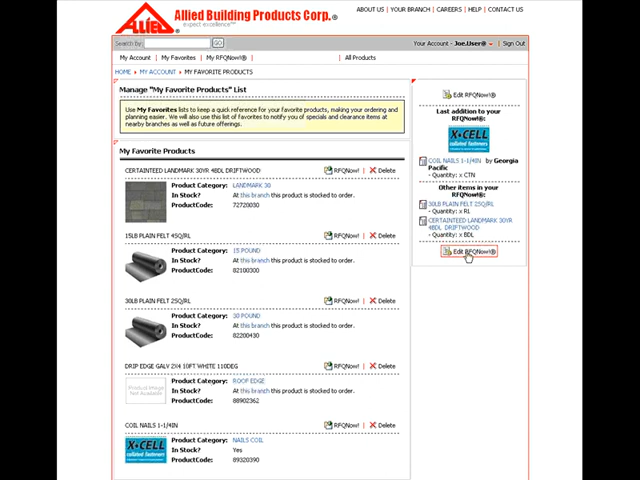 ABOUT US | YOUR BRANCH | CAREERS | HELP | CONTACT US
ALLIED
Allied Building Products Corp.®
expect excellence™
Search by: GO
Your Account - Joe.User® | Sign Out
My Account | My Favorites | My RFQNow!® | All Products
HOME MY ACCOUNT MY FAVORITE PRODUCTS
Manage "My Favorite Products" List
Use My Favorites lists to keep a quick reference for your favorite products, making your ordering and
planning easier. We will also use this list of favorites to notify you of specials and clearance items at
nearby branches as well as future offerings.
My Favorite Products
CERTAINTEED LANDMARK 30YR 4BDL DRIFTWOOD RFQNow! | Delete
Product Category: LANDMARK 30
In Stock? At this branch this product is stocked to order.
ProductCode: 72720030
15LB PLAIN FELT 4SQ/RL RFQNow! | Delete
Product Category: 15 POUND
In Stock? At this branch this product is stocked to order.
ProductCode: 82100300
30LB PLAIN FELT 2SQ/RL RFQNow! | Delete
Product Category: 30 POUND
In Stock? At this branch this product is stocked to order.
ProductCode: 82200430
DRIP EDGE GALV 2X4 10FT WHITE 110DEG RFQNow! | Delete
Product Image
Not Available
Product Category: ROOF EDGE
In Stock? At this branch this product is stocked to order.
ProductCode: 88902362
COIL NAILS 1-1/4IN RFQNow! | Delete
X-CELL
collated fasteners
Product Category: NAILS COIL
In Stock? Yes
ProductCode: 89320390
Edit RFQNow!®
Last addition to your
RFQNow!®:
X-CELL
collated fasteners
COIL NAILS 1-1/4IN by Georgia
Pacific
- Quantity: x CTN
Other items in your
RFQNow!®:
30LB PLAIN FELT 2SQ/RL
- Quantity: x RL
CERTAINTEED LANDMARK 30YR
4BDL DRIFTWOOD
- Quantity: x BDL
Edit RFQNow!®